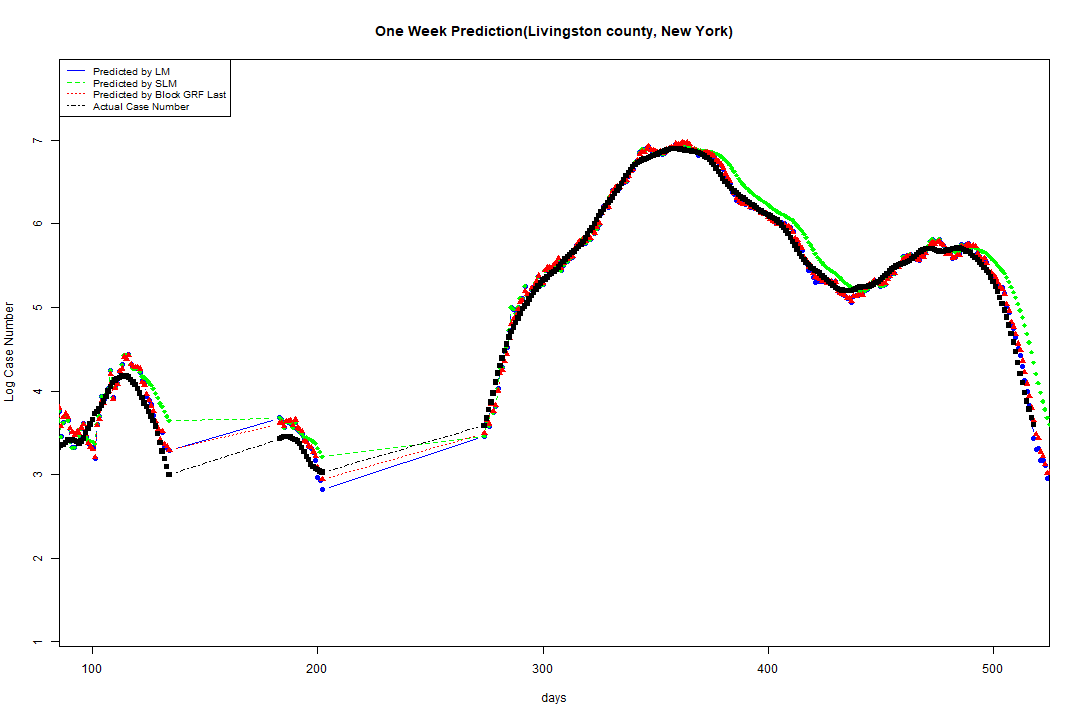 One Week Prediction(Livingston county, New York)
Predicted by LM
Predicted by SLM
Predicted by Block GRF Last
Actual Case Number
Log Case Number
7
6
5
4
3
2
1
100 200 300 400 500
days